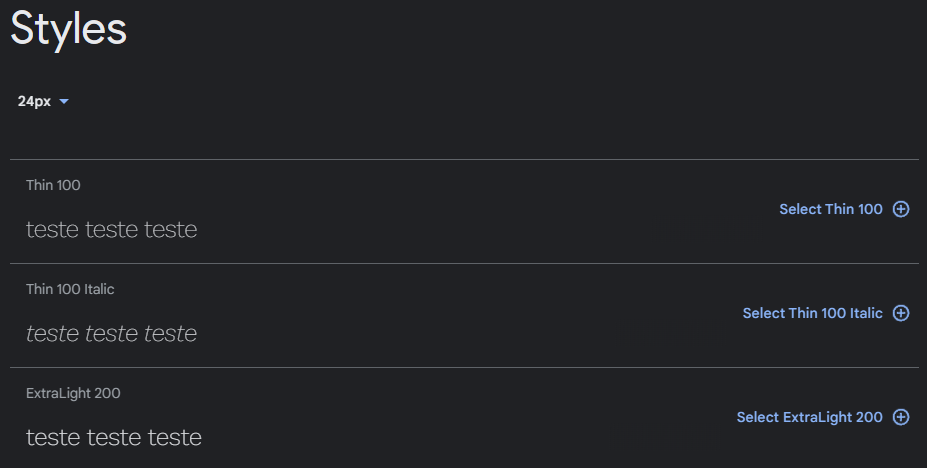 Styles
24px
Thin 100
Select Thin 100
teste teste teste
Thin 100 Italic
Select Thin 100 Italic
teste teste teste
ExtraLight 200
Select ExtraLight 200
teste teste teste